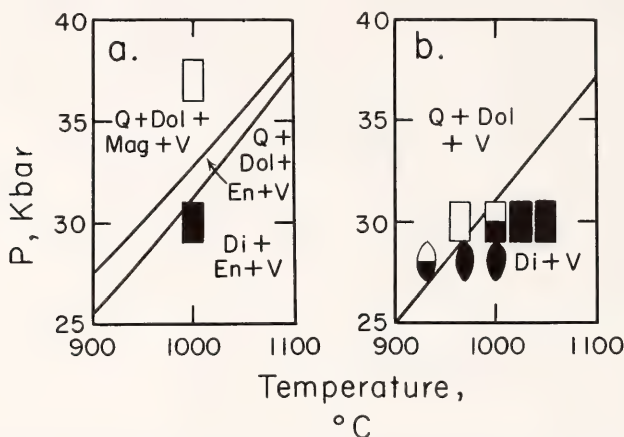 40
35
30
25
P, Kbar
a.
Q+Dol+
Mag+V
Q+
Dol+
En+V
Di+
En+V
900
1000
1100
40
35
30
25
b.
Q+Dol
+V
Di+V
900
1000
1100
Temperature,
°C